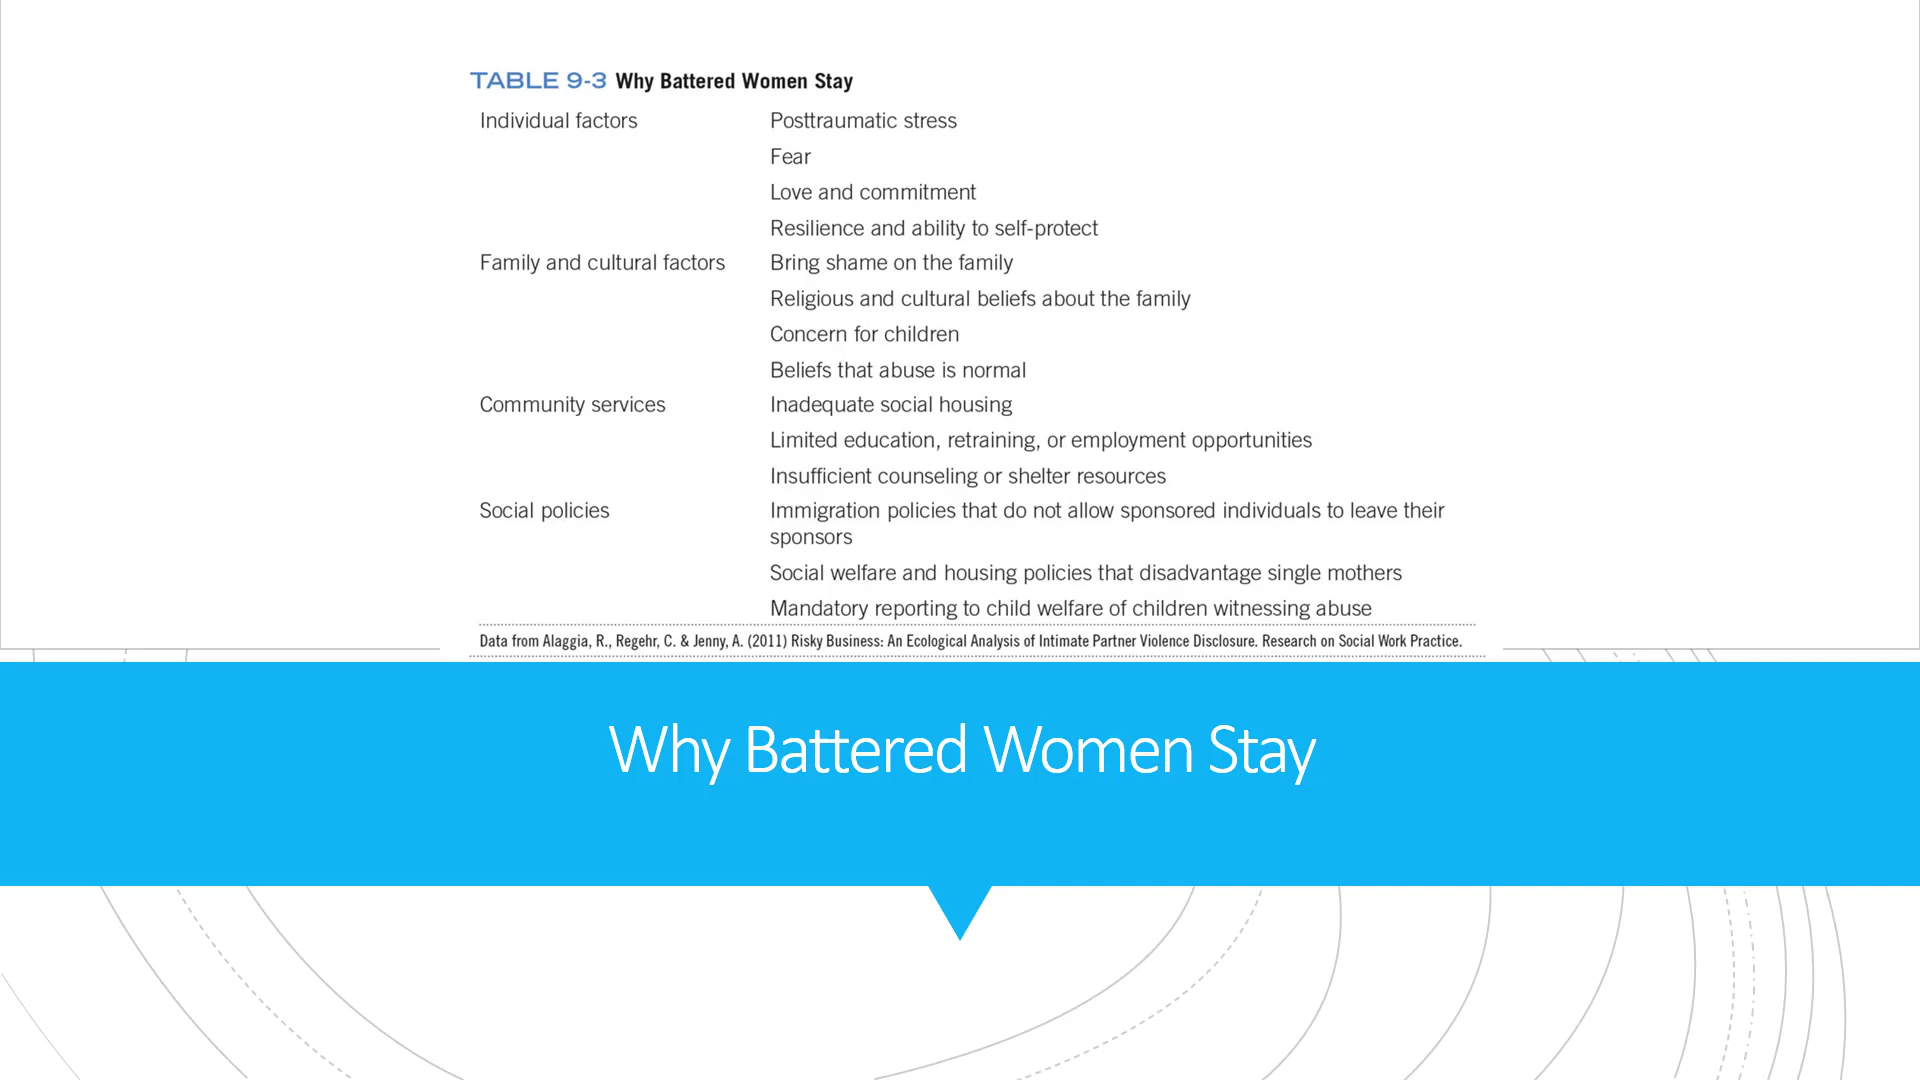 TABLE 9-3 Why Battered Women Stay
Individual factors Posttraumatic stress
Fear
Love and commitment
Resilience and ability to self-protect
Family and cultural factors Bring shame on the family
Religious and cultural beliefs about the family
Concern for children
Beliefs that abuse is normal
Community services Inadequate social housing
Limited education, retraining, or employment opportunities
Insufficient counseling or shelter resources
Social policies Immigration policies that do not allow sponsored individuals to leave their
sponsors
Social welfare and housing policies that disadvantage single mothers
Mandatory reporting to child welfare of children witnessing abuse
Data from Alaggia, R., Regehr, C. & Jenny, A. (2011) Risky Business: An Ecological Analysis of Intimate Partner Violence Disclosure. Research on Social Work Practice.
Why Battered Women Stay